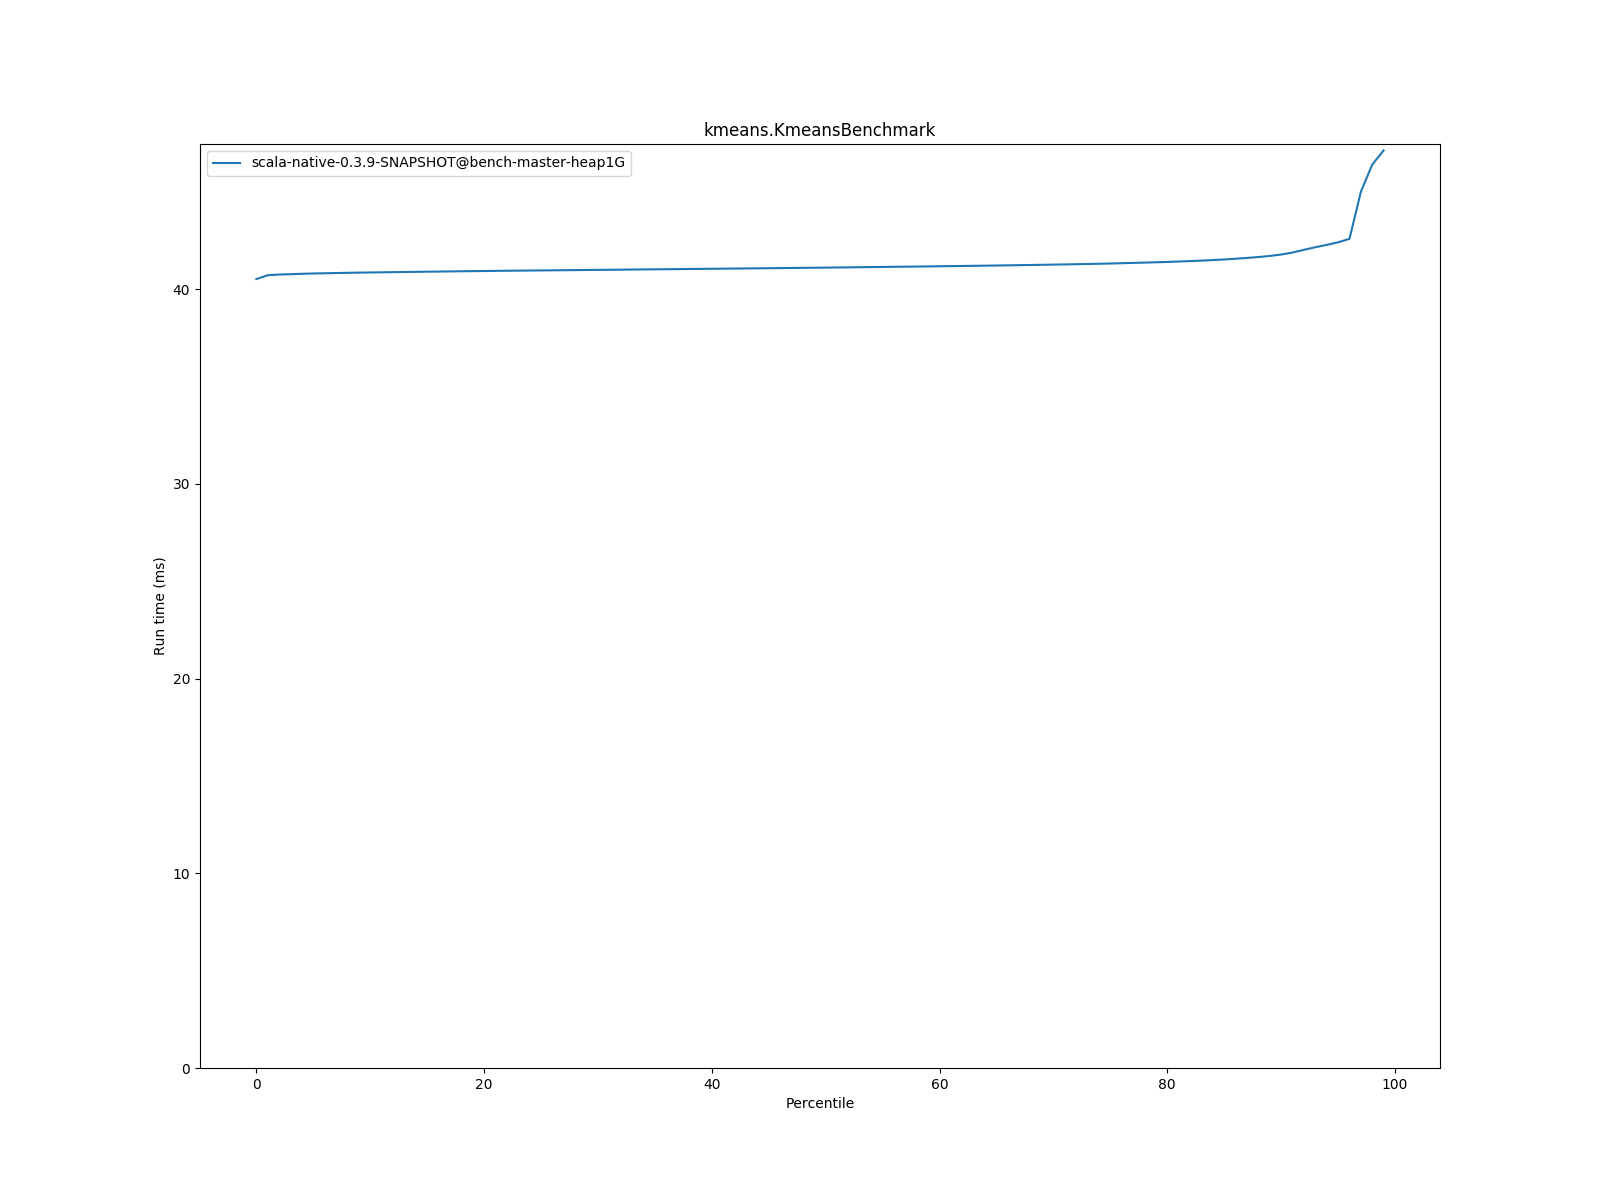 kmeans.KmeansBenchmark
scala-native-0.3.9-SNAPSHOT@bench-master-heap1G
40
30
20
10
0
Run time (ms)
0 20 40 60 80 100
Percentile